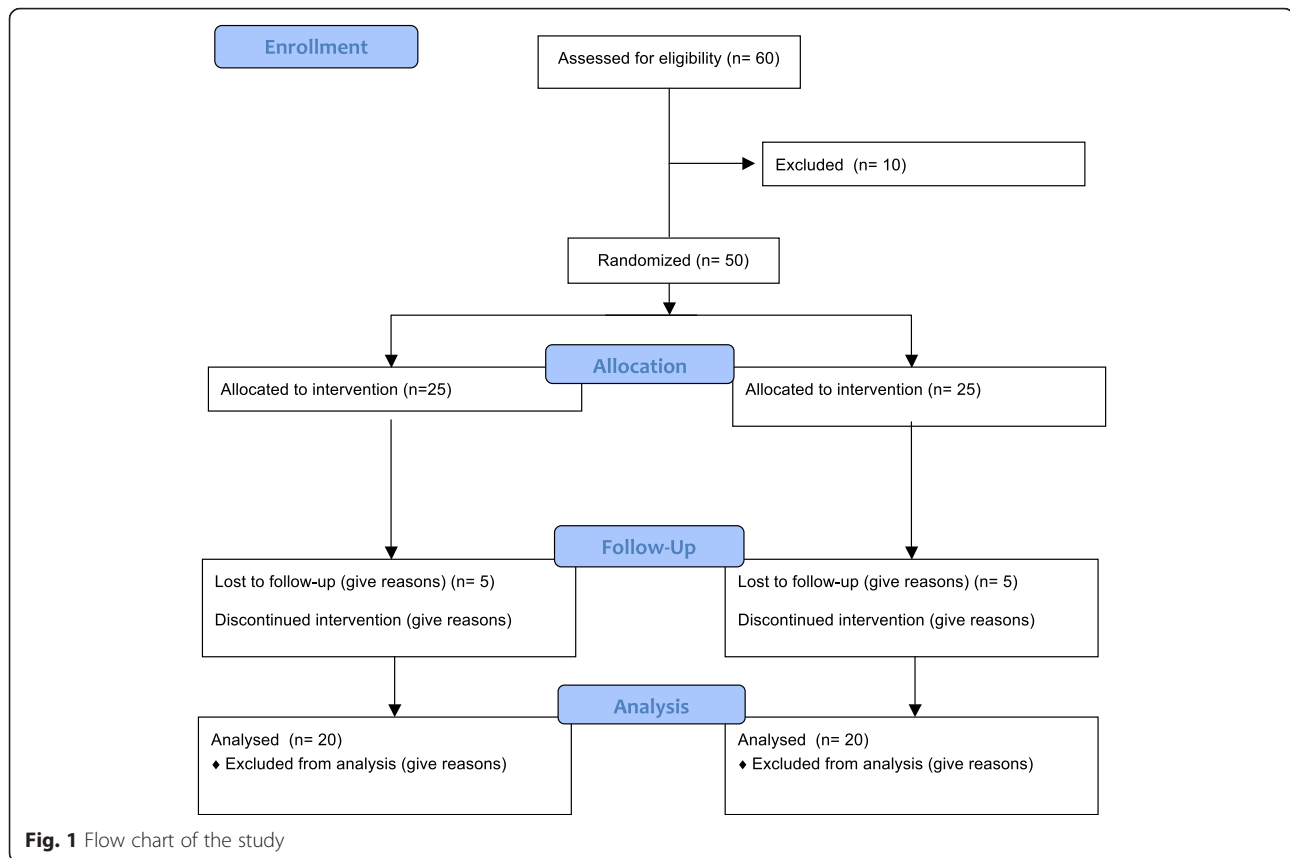 Enrollment
Assessed for eligibility (n= 60)
Excluded (n= 10)
Randomized (n= 50)
Allocation
Allocated to intervention (n=25)
Allocated to intervention (n= 25)
Follow-Up
Lost to follow-up (give reasons) (n= 5)
Discontinued intervention (give reasons)
Lost to follow-up (give reasons) (n= 5)
Discontinued intervention (give reasons)
Analysis
Analysed (n= 20)
♦ Excluded from analysis (give reasons)
Analysed (n= 20)
♦ Excluded from analysis (give reasons)
Fig. 1 Flow chart of the study